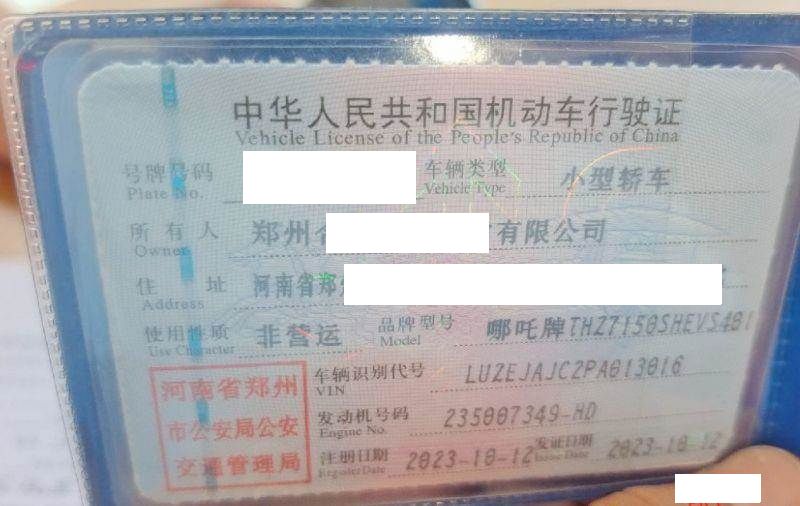 中华人民共和国机动车行驶证
Vehicle License of the People's Republic of China
号牌号码 车辆类型 小型轿车
Plate No. Vehicle Type
所有人 郑州 有限公司
Owner
住址 河南省郑
Address
使用性质 非营运 品牌型号 哪吒牌THZ7150SHEVS401
Use Character Model
河南省郑州 车辆识别代号 LUZEJAJC2PA013016
VIN
市公安局公安 发动机号码 235007349-HD
Engine No.
交通管理局 注册日期 2023-10-12 发证日期 2023-10-12
Register Date Issue Date